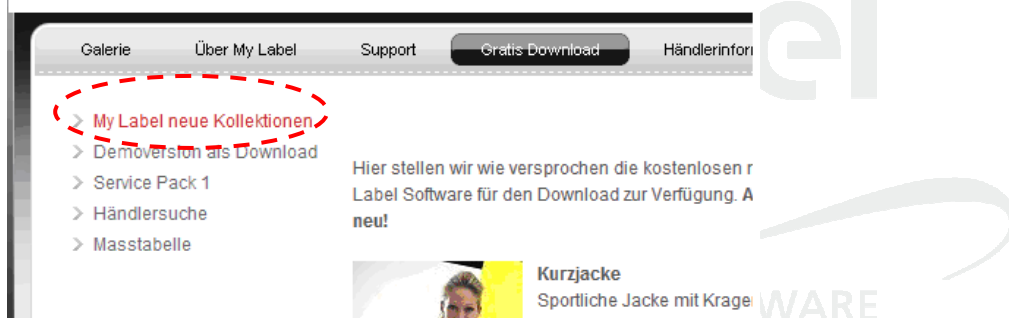 Galerie Über My Label Support Gratis Download Händlerinfor
My Label neue Kollektionen
Demoversion als Download
Service Pack 1
Händlersuche
Masstabelle
Hier stellen wir wie versprochen die kostenlosen r
Label Software für den Download zur Verfügung. A
neu!
Kurzjacke
Sportliche Jacke mit Krage
el
WARE